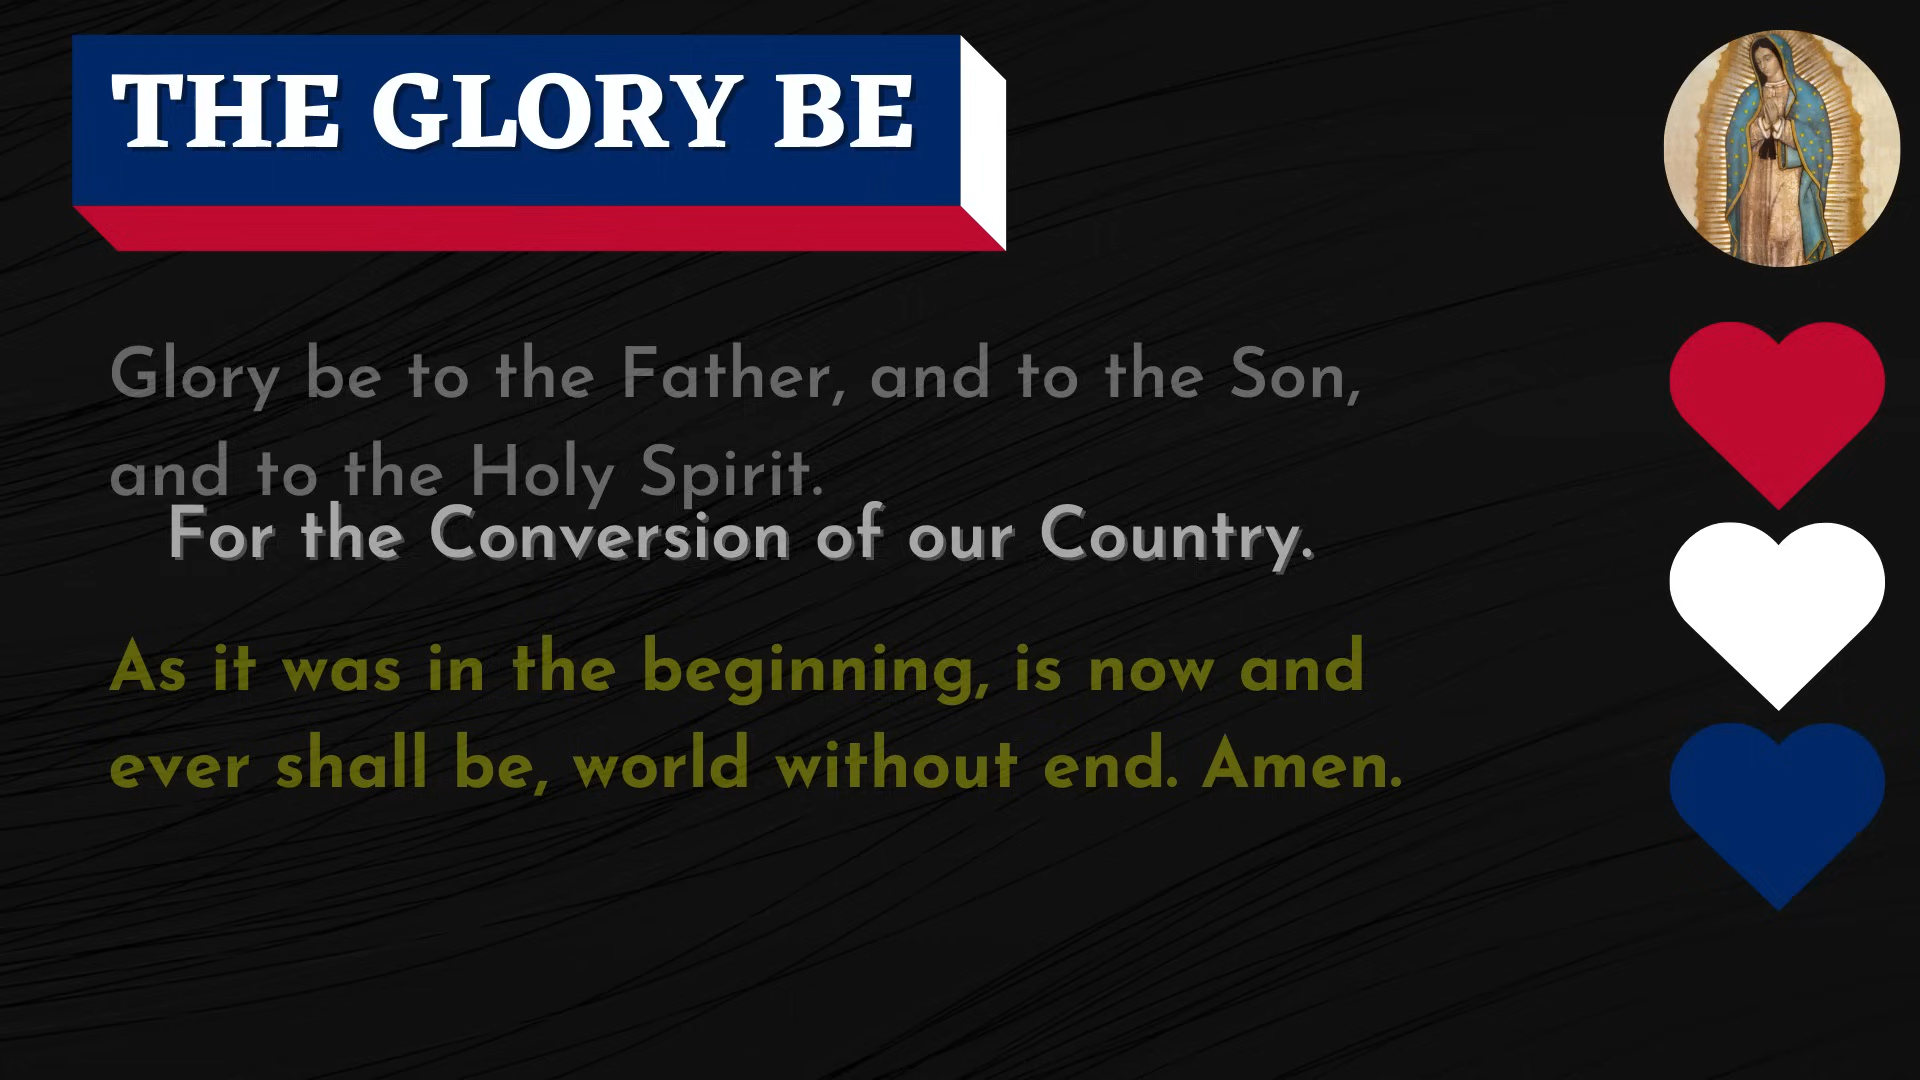 THE GLORY BE
Glory be to the Father, and to the Son,
and to the Holy Spirit.
For the Conversion of our Country.
As it was in the beginning, is now and
ever shall be, world without end. Amen.